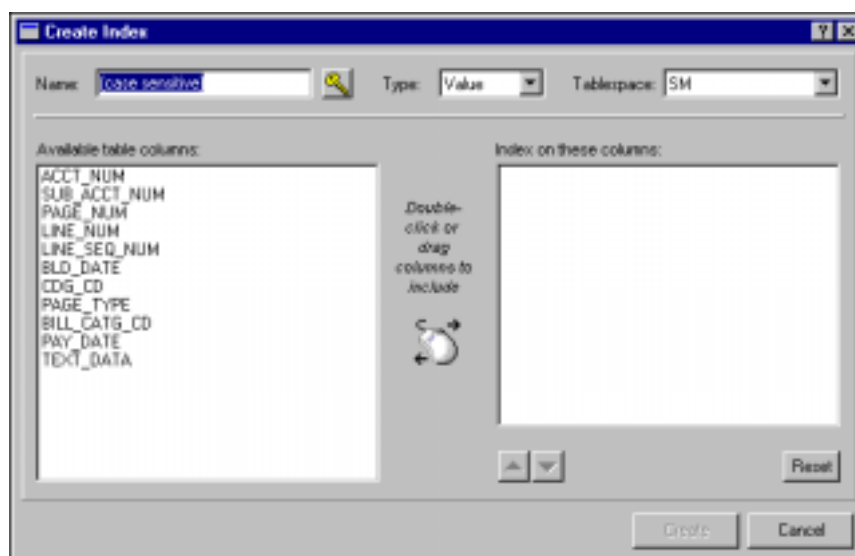 Create Index
Name: [case sensitive] Type: Value Tablespace: SM
Available table columns:
Index on these columns:
ACCT_NUM
SUB_ACCT_NUM
PAGE_NUM
LINE_NUM
LINE_SEQ_NUM
BLD_DATE
CDG_CD
PAGE_TYPE
BILL_CATG_CD
PAY_DATE
TEXT_DATA
Double-
click or
drag
columns to
include
Reset
Create Cancel